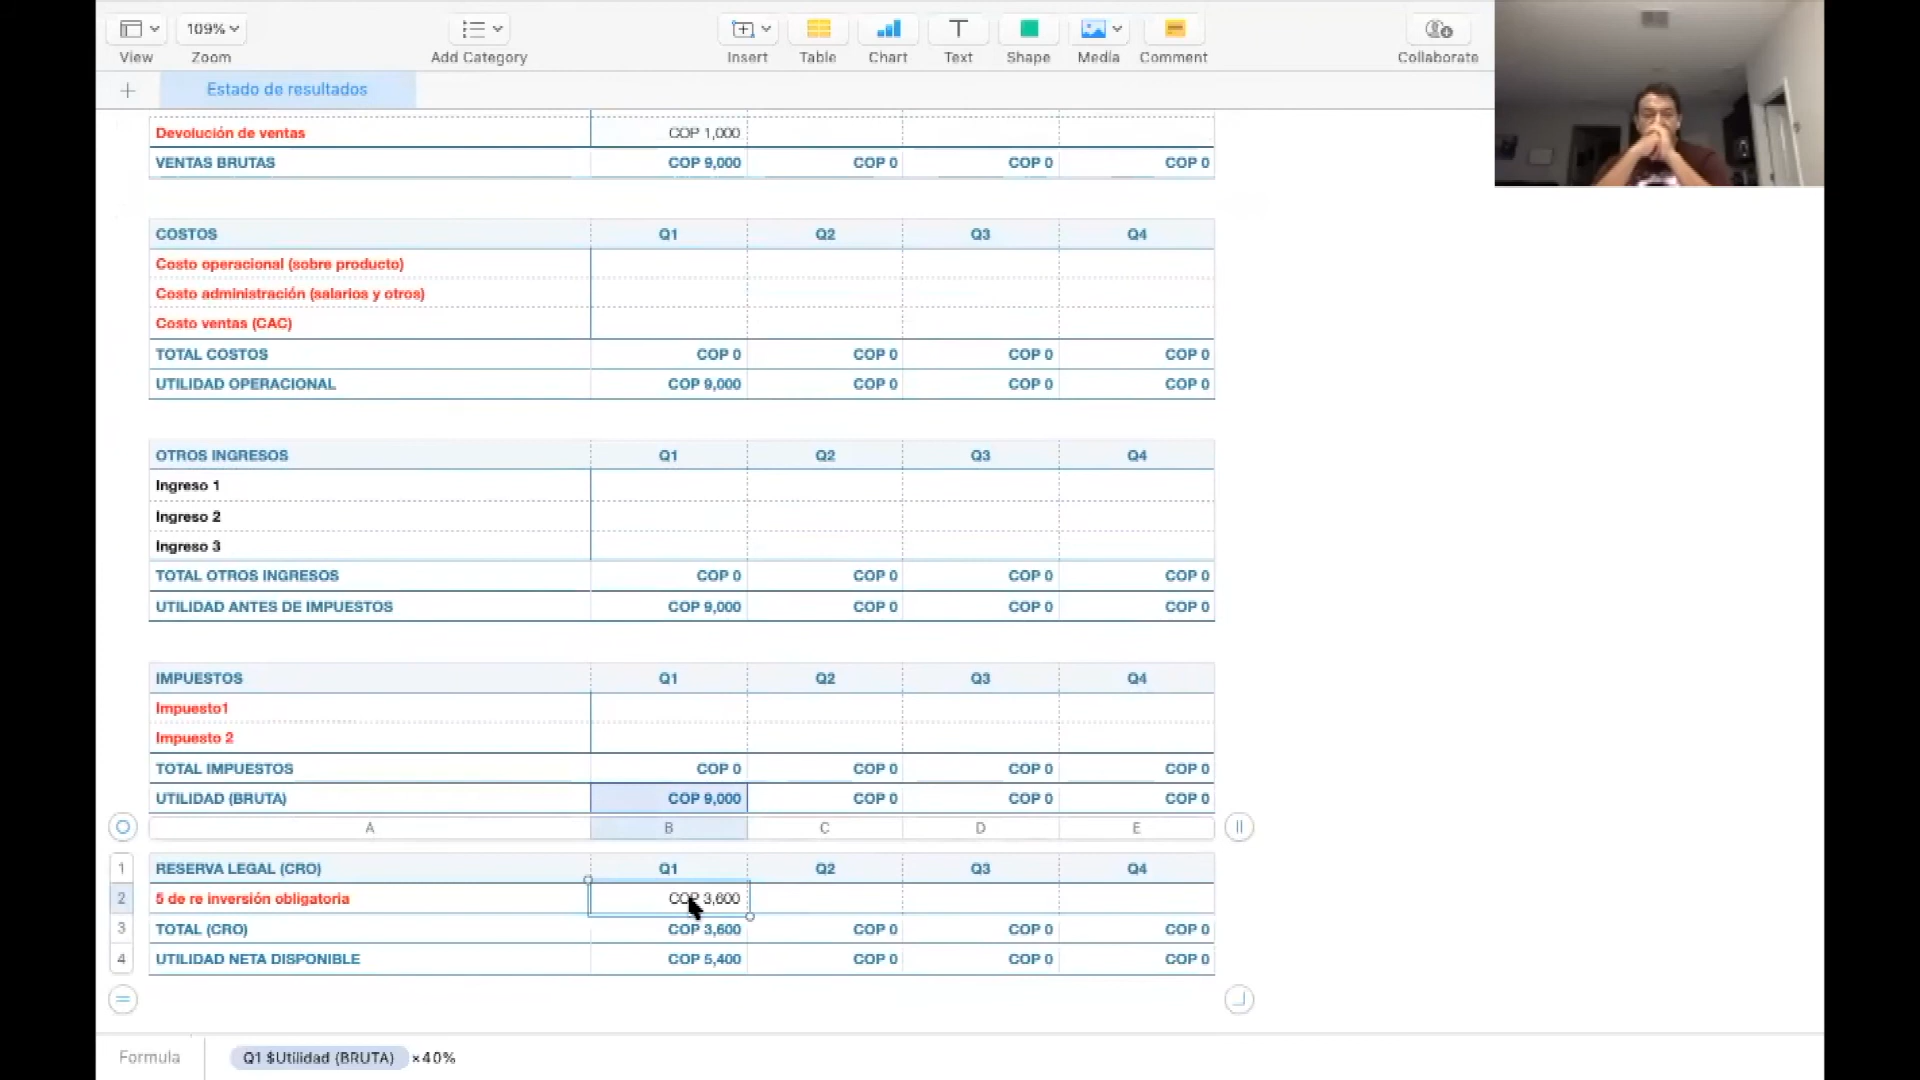 109%
View Zoom Add Category Insert Table Chart Text Shape Media Comment Collaborate
Estado de resultados
Devolución de ventas COP 1,000
VENTAS BRUTAS COP 9,000 COP 0 COP 0 COP 0
COSTOS Q1 Q2 Q3 Q4
Costo operacional (sobre producto)
Costo administración (salarios y otros)
Costo ventas (CAC)
TOTAL COSTOS COP 0 COP 0 COP 0 COP 0
UTILIDAD OPERACIONAL COP 9,000 COP 0 COP 0 COP 0
OTROS INGRESOS Q1 Q2 Q3 Q4
Ingreso 1
Ingreso 2
Ingreso 3
TOTAL OTROS INGRESOS COP 0 COP 0 COP 0 COP 0
UTILIDAD ANTES DE IMPUESTOS COP 9,000 COP 0 COP 0 COP 0
IMPUESTOS Q1 Q2 Q3 Q4
Impuesto1
Impuesto 2
TOTAL IMPUESTOS COP 0 COP 0 COP 0 COP 0
UTILIDAD (BRUTA) COP 9,000 COP 0 COP 0 COP 0
A B C D E
1 RESERVA LEGAL (CRO) Q1 Q2 Q3 Q4
2 5 de re inversión obligatoria COP 3,600
3 TOTAL (CRO) COP 3,600 COP 0 COP 0 COP 0
4 UTILIDAD NETA DISPONIBLE COP 5,400 COP 0 COP 0 COP 0
Formula Q1 $Utilidad (BRUTA) ×40%